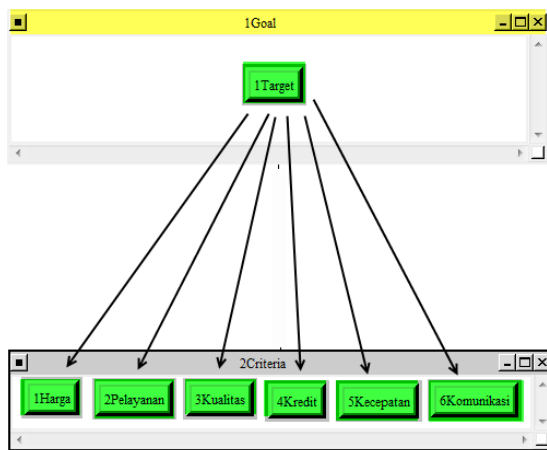 1Goal
1Target
2Criteria
1Harga
2Pelayanan
3Kualitas
4Kredit
5Kecepatan
6Komunikasi